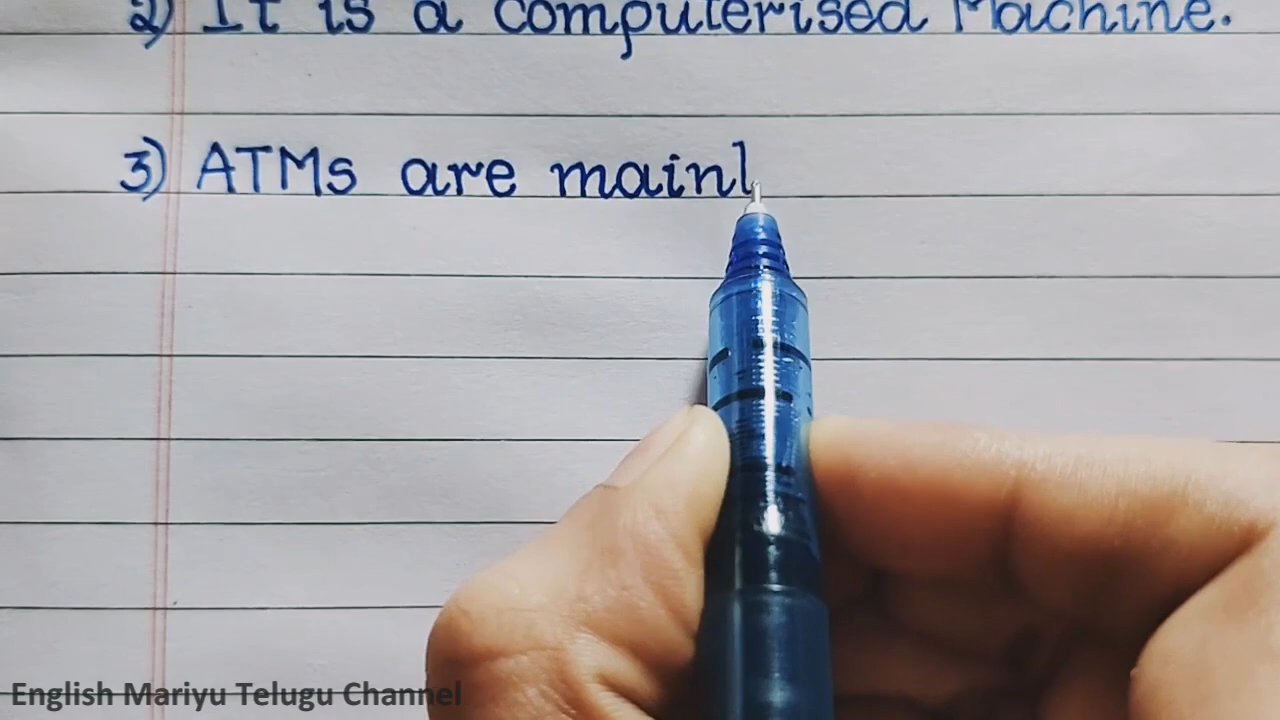 2) It is a Computerised Machine.
3) ATMs are mainl
English Mariyu Telugu Channel